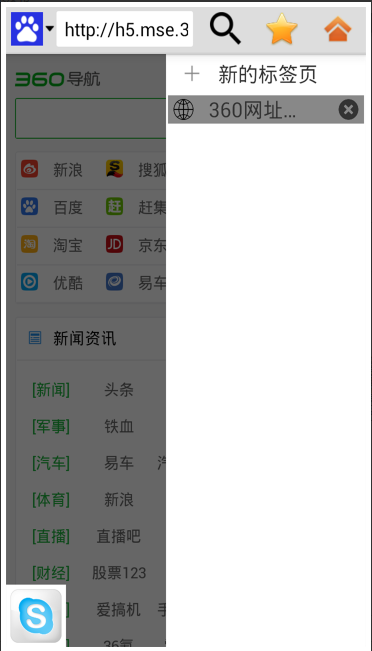 http://h5.mse.3
新的标签页
360网址...
360导航
新浪 搜狐
百度 赶集
淘宝 京东
优酷 易车
新闻资讯
[新闻] 头条
[军事] 铁血
[汽车] 易车 汽
[体育] 新浪
[直播] 直播吧
[财经] 股票123
爱搞机
36氪